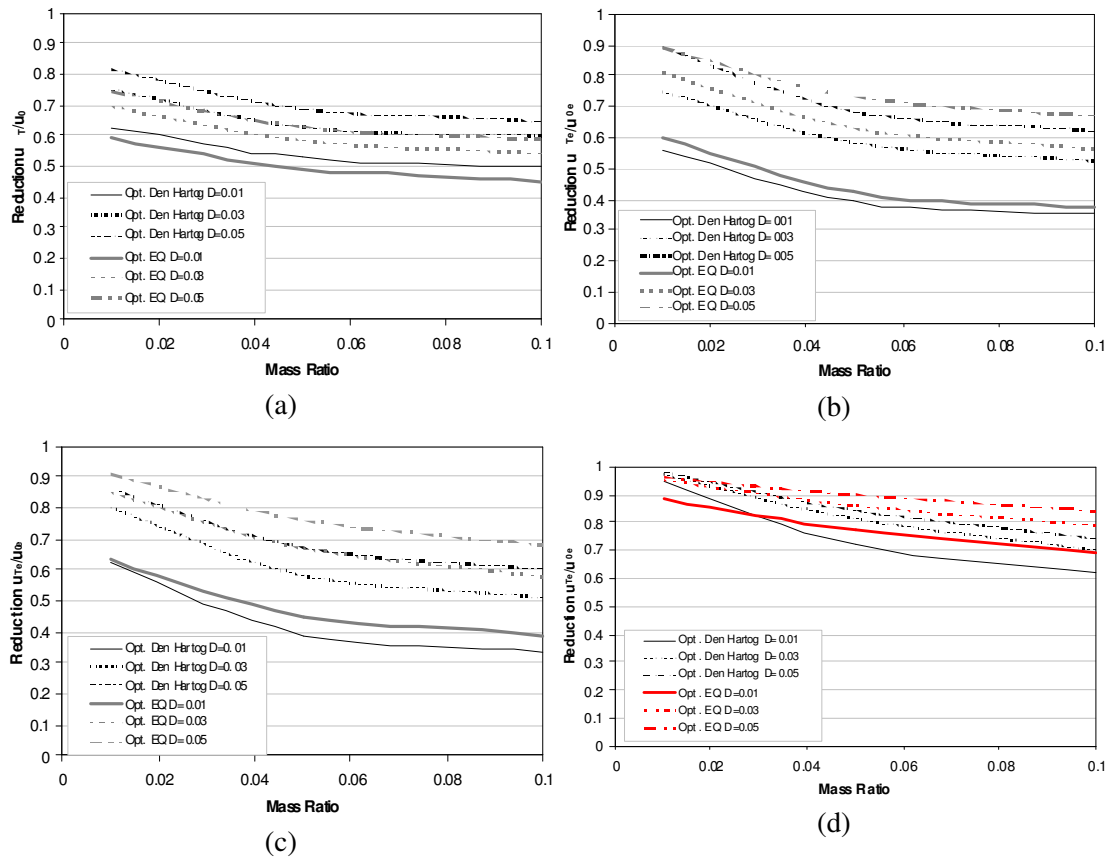 1
0.9
0.8
0.7
0.6
0.5
0.4
0.3
0.2
0.1
0
Reduction u T/u0
Opt. Den Hartog D=0.01
Opt. Den Hartog D=0.03
Opt. Den Hartog D=0.05
Opt. EQ D=0.01
Opt. EQ D=0.03
Opt. EQ D=0.05
0 0.02 0.04 0.06 0.08 0.1
Mass Ratio
(a)
1
0.9
0.8
0.7
0.6
0.5
0.4
0.3
0.2
0.1
0
Reduction u Te/u0e
Opt. Den Hartog D=001
Opt. Den Hartog D=003
Opt. Den Hartog D=005
Opt. EQ D=0.01
Opt. EQ D=0.03
Opt. EQ D=0.05
0 0.02 0.04 0.06 0.08 0.1
Mass Ratio
(b)
1
0.9
0.8
0.7
0.6
0.5
0.4
0.3
0.2
0.1
0
Reduction uTe/u0e
Opt. Den Hartog D=0.01
Opt. Den Hartog D=0.03
Opt. Den Hartog D=0.05
Opt. EQ D=0.01
Opt. EQ D=0.03
Opt. EQ D=0.05
0 0.02 0.04 0.06 0.08 0.1
Mass Ratio
(c)
1
0.9
0.8
0.7
0.6
0.5
0.4
0.3
0.2
0.1
0
Reduction uTe/u0e
Opt. Den Hartog D=0.01
Opt. Den Hartog D=0.03
Opt. Den Hartog D=0.05
Opt. EQ D=0.01
Opt. EQ D=0.03
Opt. EQ D=0.05
0 0.02 0.04 0.06 0.08 0.1
Mass Ratio
(d)